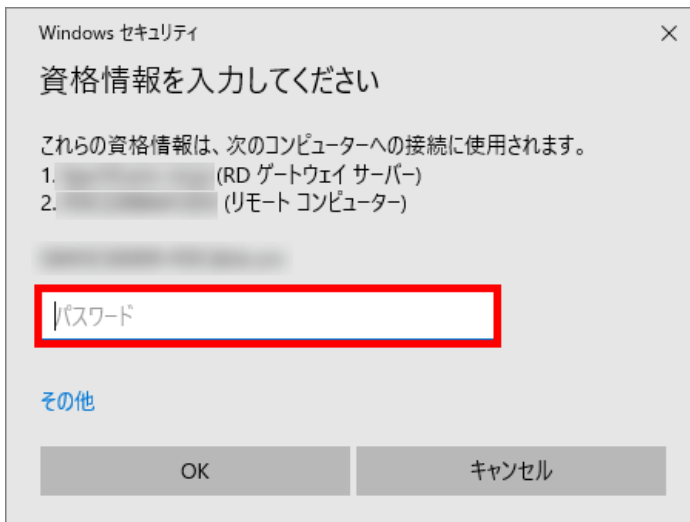 Windows セキュリティ
資格情報を入力してください
これらの資格情報は、次のコンピューターへの接続に使用されます。
1. (RD ゲートウェイ サーバー)
2. (リモート コンピューター)
パスワード
その他
OK
キャンセル